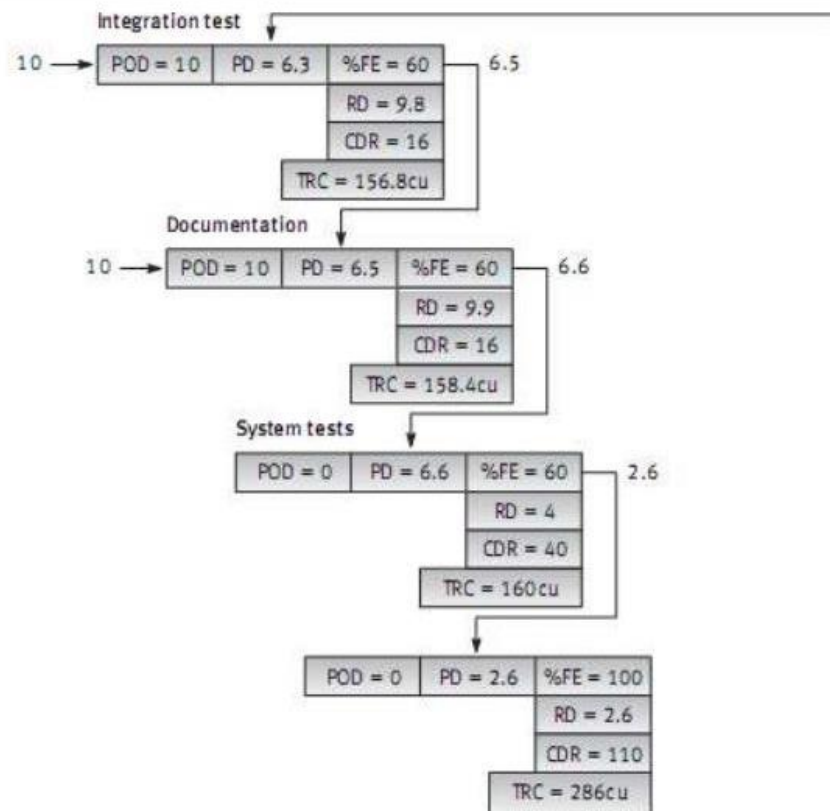 Integration test
10 POD = 10 PD = 6.3 %FE = 60 6.5
RD = 9.8
CDR = 16
TRC = 156.8cu
Documentation
10 POD = 10 PD = 6.5 %FE = 60 6.6
RD = 9.9
CDR = 16
TRC = 158.4cu
System tests
POD = 0 PD = 6.6 %FE = 60 2.6
RD = 4
CDR = 40
TRC = 160cu
POD = 0 PD = 2.6 %FE = 100
RD = 2.6
CDR = 110
TRC = 286cu